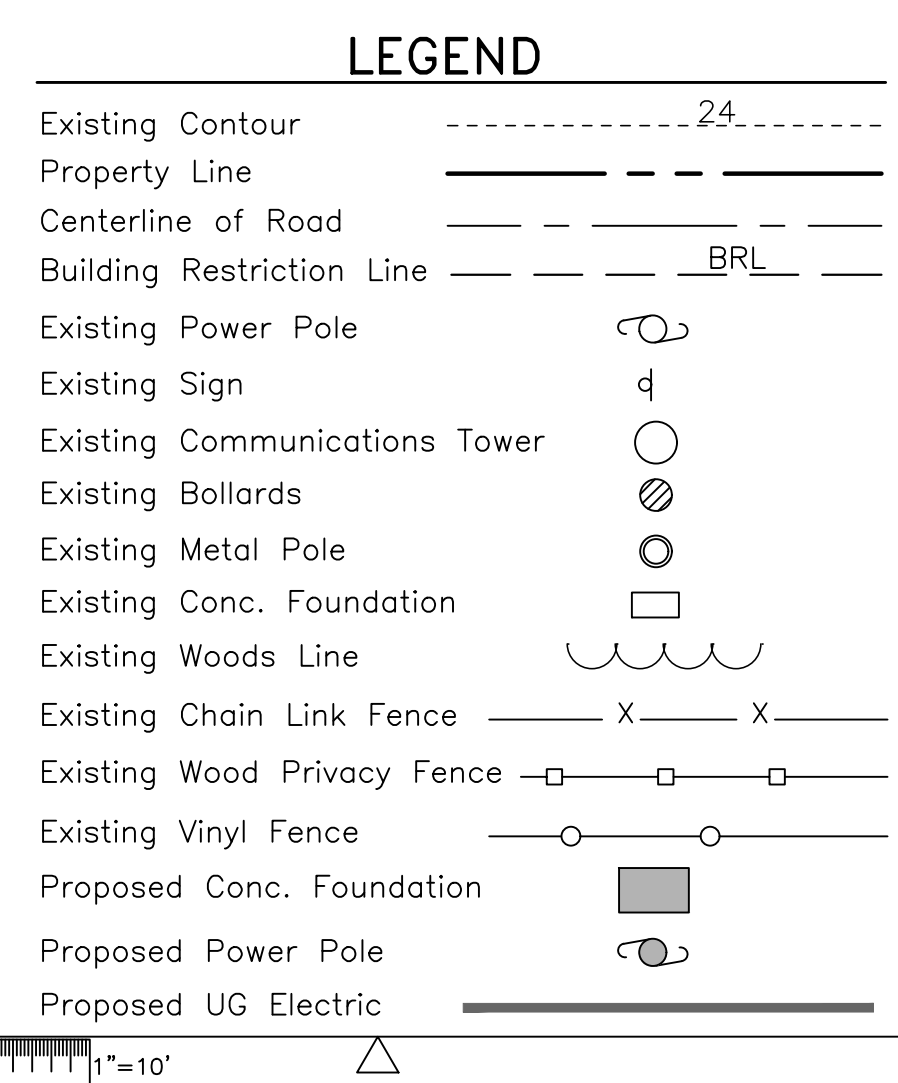 LEGEND
Existing Contour 24
Property Line
Centerline of Road
Building Restriction Line BRL
Existing Power Pole
Existing Sign
Existing Communications Tower
Existing Bollards
Existing Metal Pole
Existing Conc. Foundation
Existing Woods Line
Existing Chain Link Fence X X
Existing Wood Privacy Fence
Existing Vinyl Fence
Proposed Conc. Foundation
Proposed Power Pole
Proposed UG Electric
1"=10'